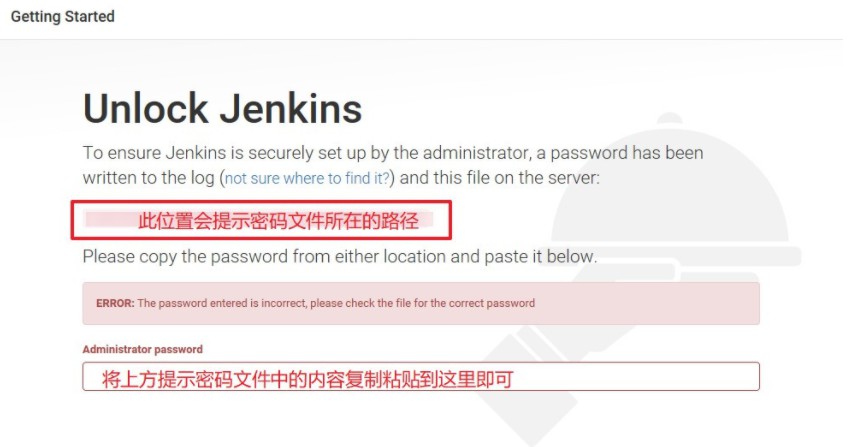 Getting Started
Unlock Jenkins
To ensure Jenkins is securely set up by the administrator, a password has been
written to the log (not sure where to find it?) and this file on the server:
此位置会提示密码文件所在的路径
Please copy the password from either location and paste it below.
ERROR: The password entered is incorrect, please check the file for the correct password
Administrator password
将上方提示密码文件中的内容复制粘贴到这里即可